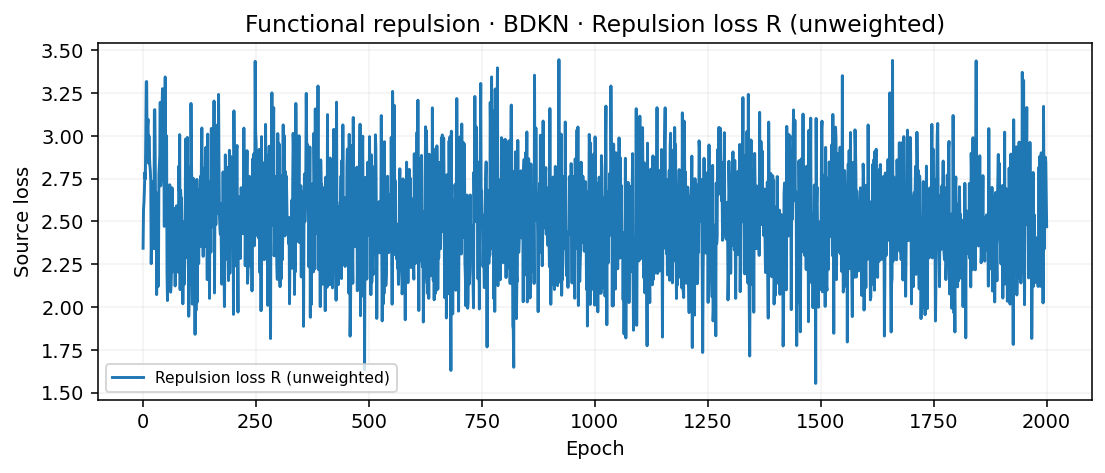 Functional repulsion · BDKN · Repulsion loss R (unweighted)
3.50
3.25
3.00
2.75
2.50
2.25
2.00
1.75
1.50
Source loss
Repulsion loss R (unweighted)
0 250 500 750 1000 1250 1500 1750 2000
Epoch